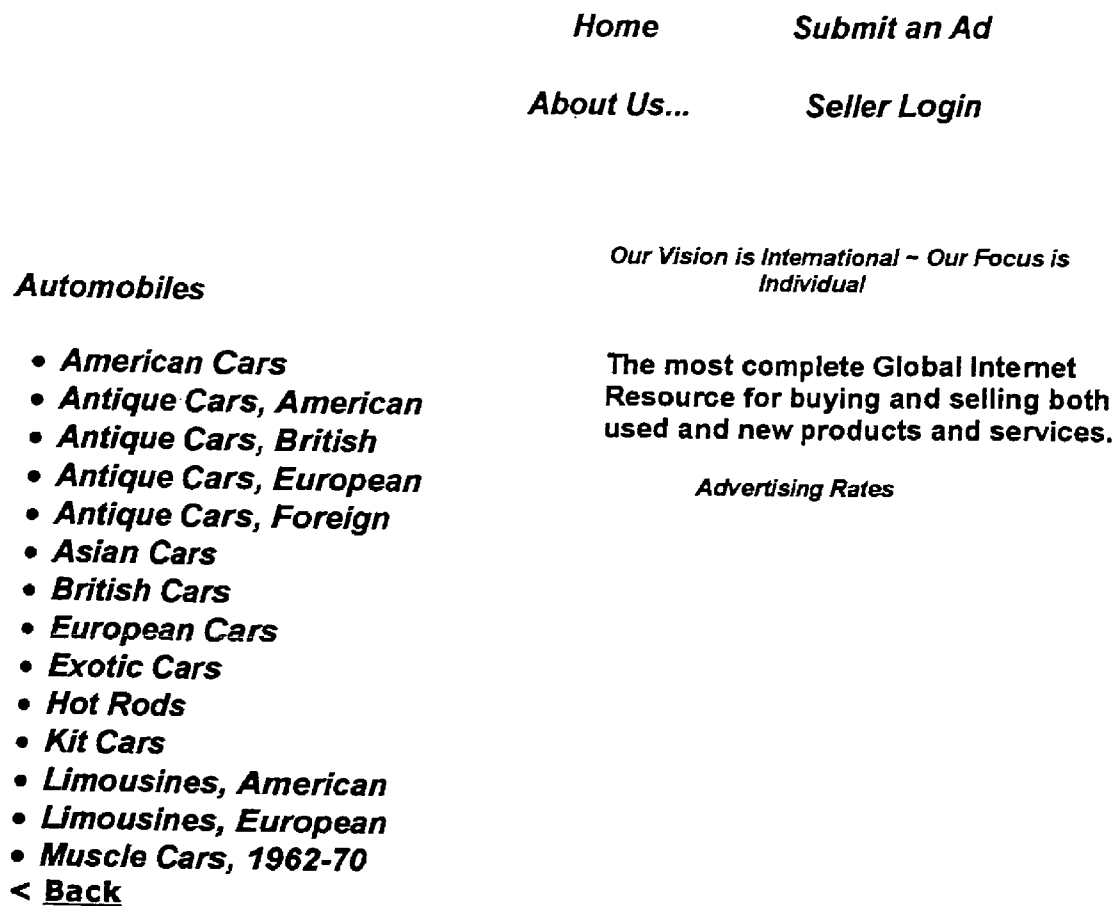 Home Submit an Ad
About Us... Seller Login
Automobiles
• American Cars
• Antique Cars, American
• Antique Cars, British
• Antique Cars, European
• Antique Cars, Foreign
• Asian Cars
• British Cars
• European Cars
• Exotic Cars
• Hot Rods
• Kit Cars
• Limousines, American
• Limousines, European
• Muscle Cars, 1962-70
< Back
Our Vision is International ~ Our Focus is
Individual
The most complete Global Internet
Resource for buying and selling both
used and new products and services.
Advertising Rates